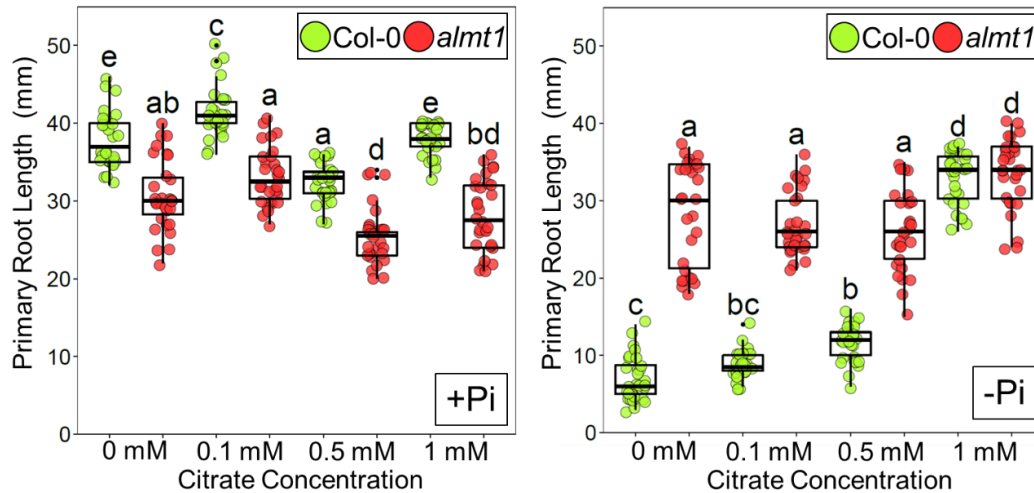 Col-0 almt1
Primary Root Length (mm)
50
40
30
20
10
0
e
ab
c
a
a
d
e
bd
+Pi
0 mM 0.1 mM 0.5 mM 1 mM
Citrate Concentration
Col-0 almt1
Primary Root Length (mm)
50
40
30
20
10
0
c
a
bc
a
b
a
d
d
-Pi
0 mM 0.1 mM 0.5 mM 1 mM
Citrate Concentration